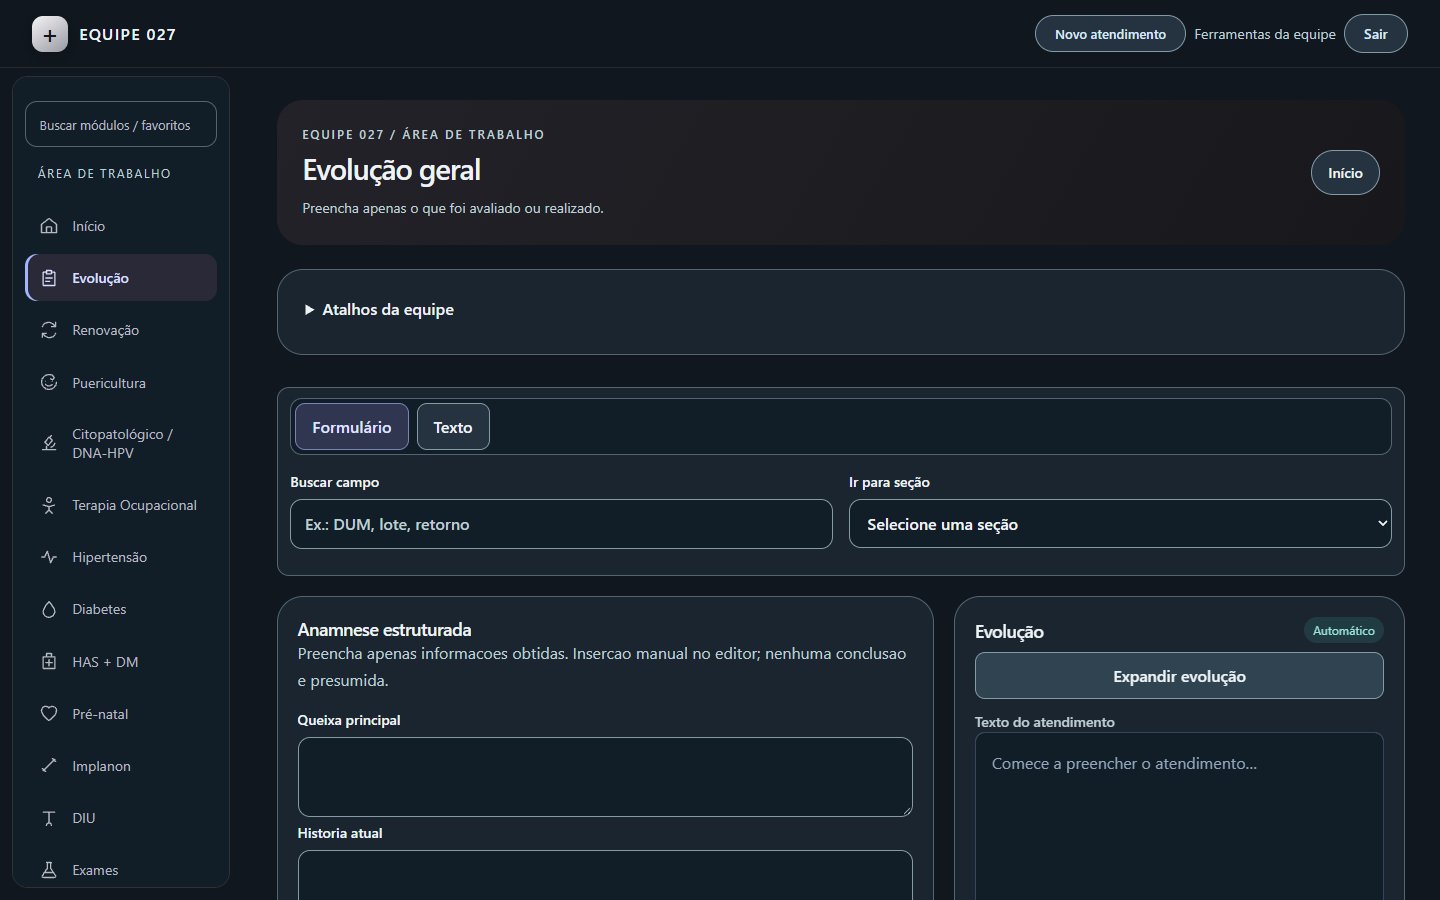 + EQUIPE 027
Novo atendimento
Ferramentas da equipe
Sair
Buscar módulos / favoritos
ÁREA DE TRABALHO
Início
Evolução
Renovação
Puericultura
Citopatológico /
DNA-HPV
Terapia Ocupacional
Hipertensão
Diabetes
HAS + DM
Pré-natal
Implanon
DIU
Exames
EQUIPE 027 / ÁREA DE TRABALHO
Evolução geral
Preencha apenas o que foi avaliado ou realizado.
Início
Atalhos da equipe
Formulário
Texto
Buscar campo
Ex.: DUM, lote, retorno
Ir para seção
Selecione uma seção
Anamnese estruturada
Preencha apenas informacoes obtidas. Insercao manual no editor; nenhuma conclusao
e presumida.
Queixa principal
Historia atual
Evolução
Automático
Expandir evolução
Texto do atendimento
Comece a preencher o atendimento...